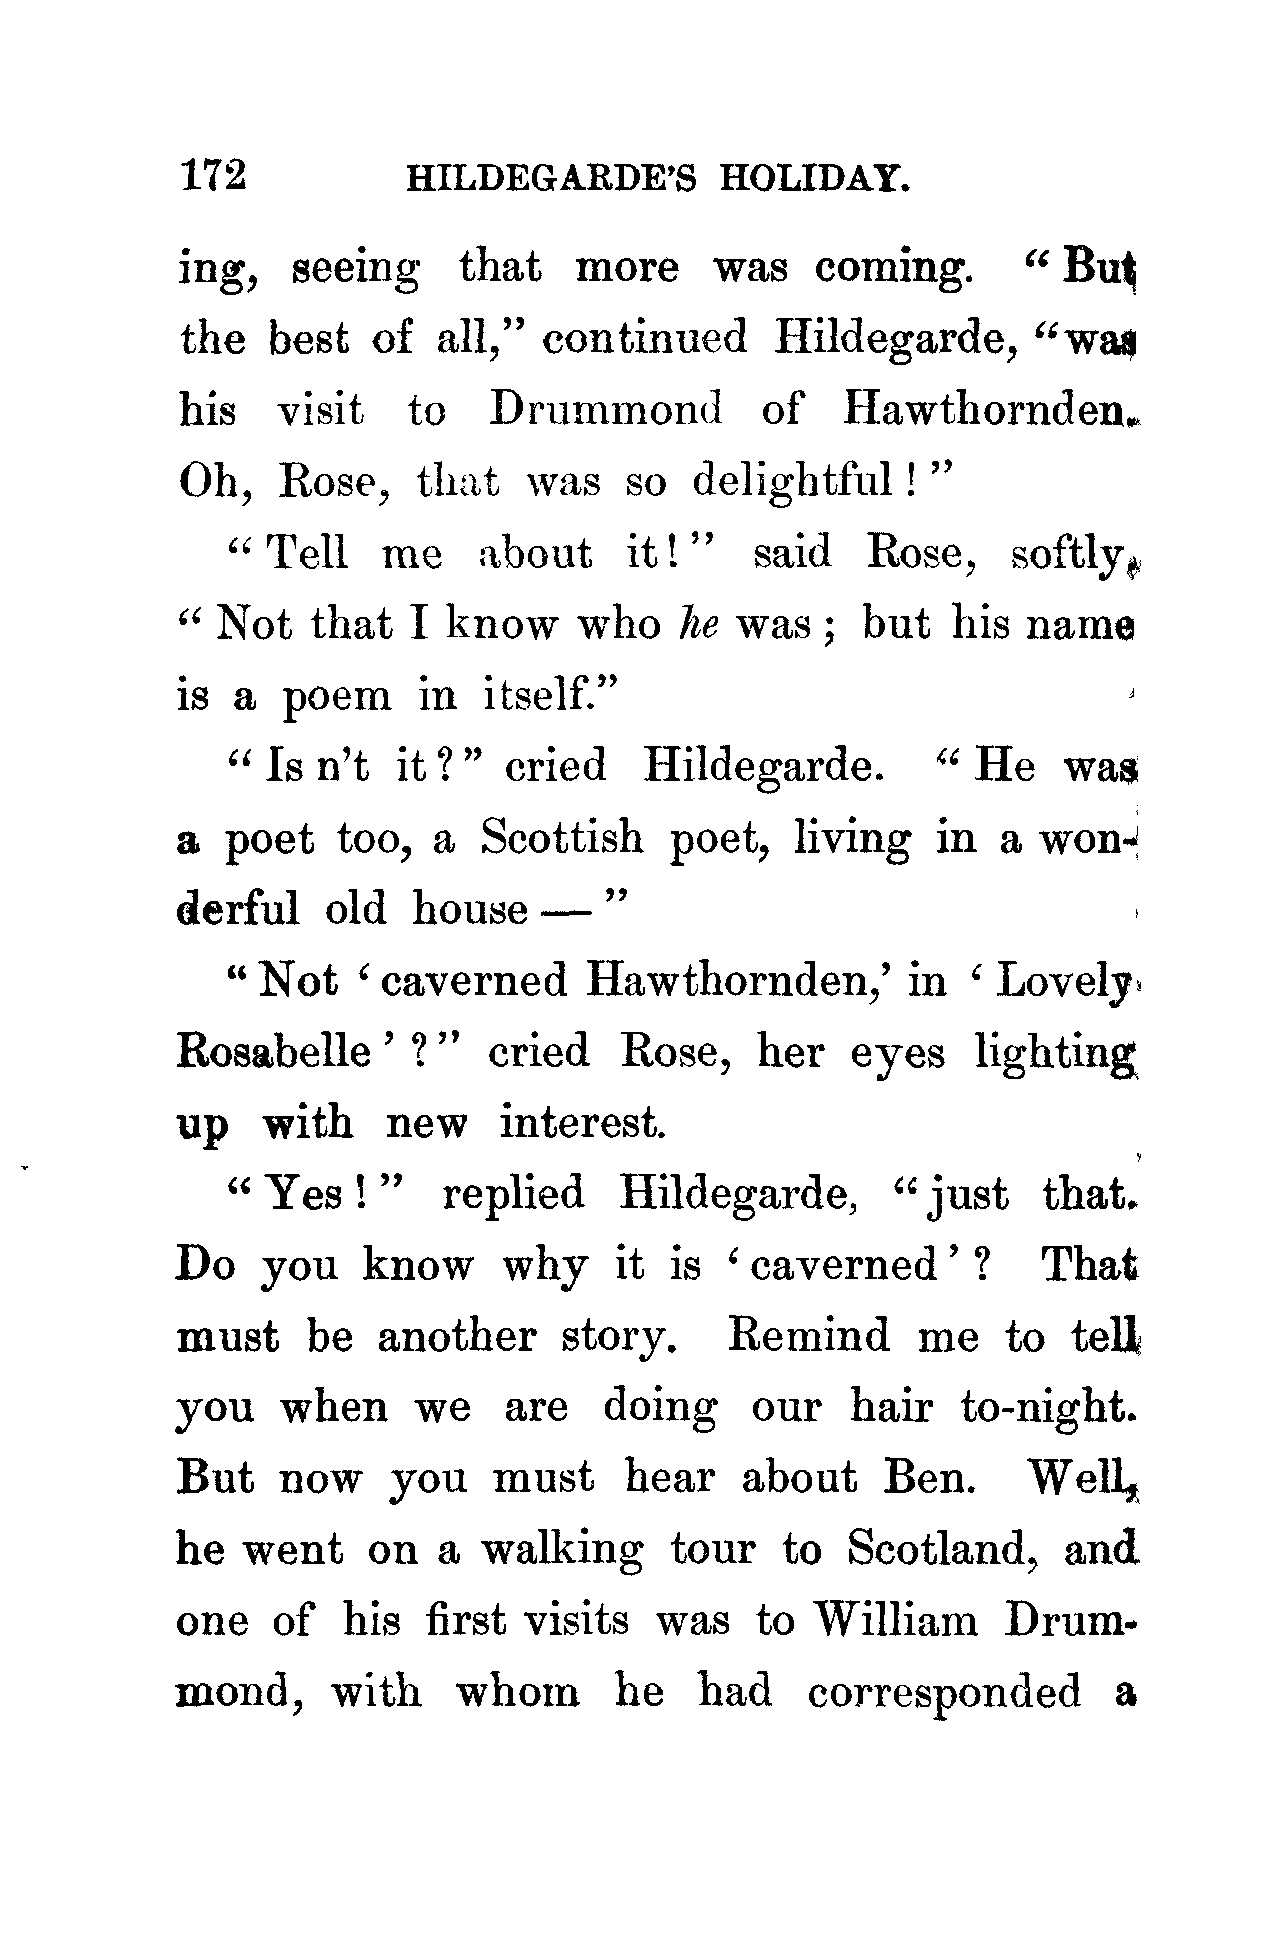 172 HILDEGARDE'S HOLIDAY.
ing, seeing that more was coming. “But
the best of all,” continued Hildegarde, “was
his visit to Drummond of Hawthornden.
Oh, Rose, that was so delightful!”
“Tell me about it!” said Rose, softly.
“Not that I know who he was; but his name
is a poem in itself.”
“Is n't it?” cried Hildegarde. “He was
a poet too, a Scottish poet, living in a won-
derful old house — ”
“Not ‘caverned Hawthornden,’ in ‘Lovely
Rosabelle’?” cried Rose, her eyes lighting
up with new interest.
“Yes!” replied Hildegarde, “just that.
Do you know why it is ‘caverned’? That
must be another story. Remind me to tell
you when we are doing our hair to-night.
But now you must hear about Ben. Well,
he went on a walking tour to Scotland, and
one of his first visits was to William Drum-
mond, with whom he had corresponded a